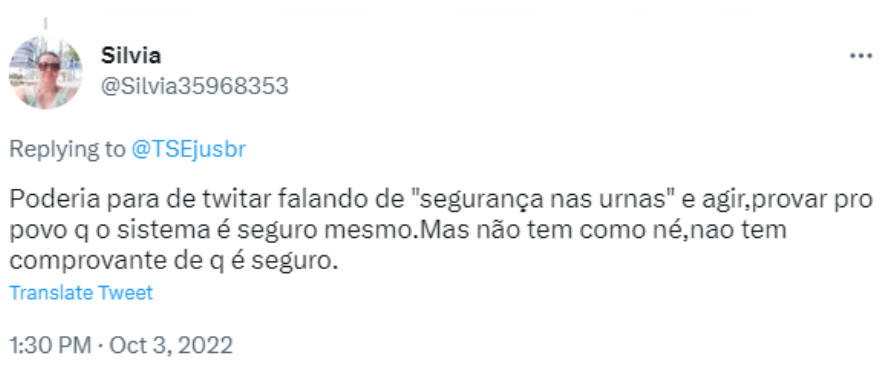 Silvia
@Silvia35968353
Replying to @TSEjusbr
Poderia para de twitar falando de "segurança nas urnas" e agir,provar pro
povo q o sistema é seguro mesmo.Mas não tem como né,nao tem
comprovante de q é seguro.
Translate Tweet
1:30 PM · Oct 3, 2022